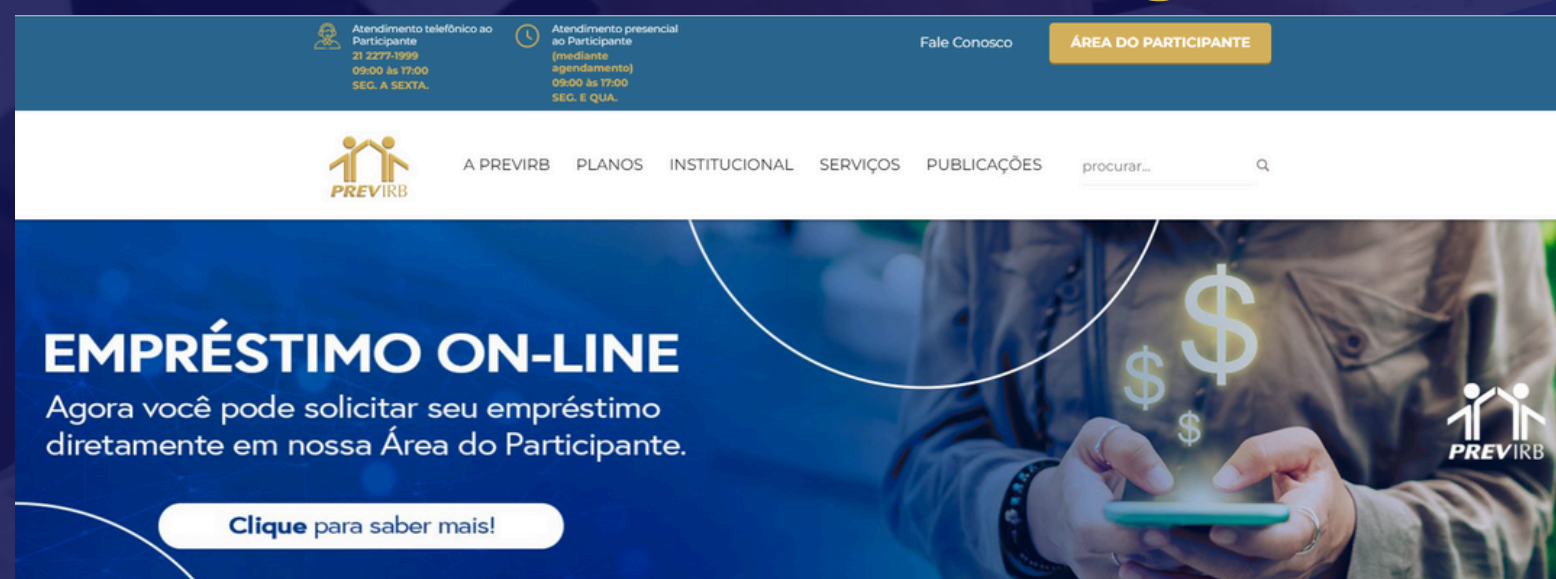 Atendimento telefônico ao
Participante
21 2277-1999
09:00 às 17:00
SEG. A SEXTA.
Atendimento presencial
ao Participante
(mediante
agendamento)
09:00 às 17:00
SEG. E QUA.
Fale Conosco
ÁREA DO PARTICIPANTE
PREVIRB
A PREVIRB
PLANOS
INSTITUCIONAL
SERVIÇOS
PUBLICAÇÕES
procurar...
EMPRÉSTIMO ON-LINE
Agora você pode solicitar seu empréstimo
diretamente em nossa Área do Participante.
Clique para saber mais!
$
$
$
PREVIRB